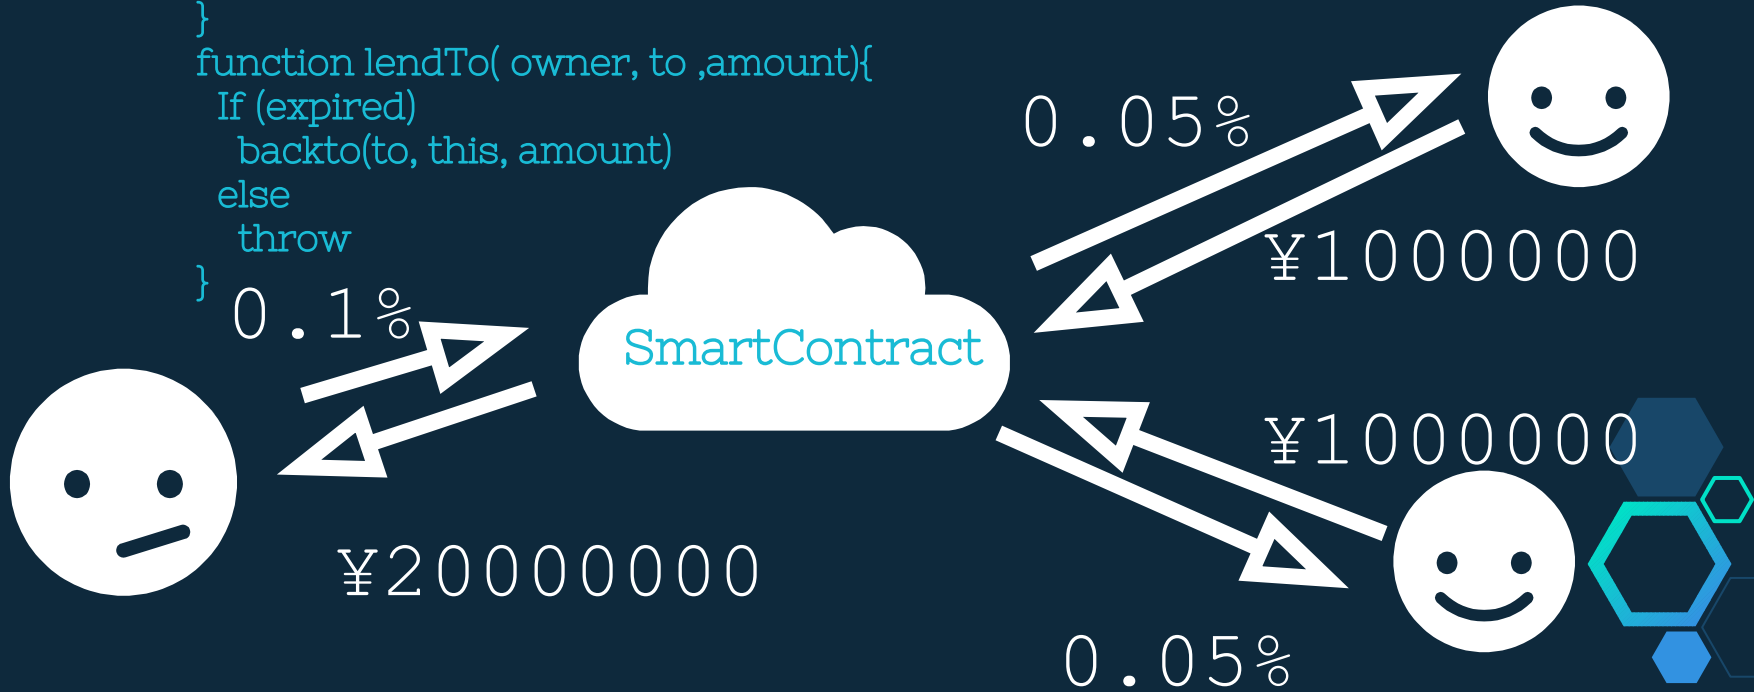 }
function lendTo( owner, to ,amount){
If (expired)
backto(to, this, amount)
else
throw
}
0.1%
SmartContract
0.05%
¥1000000
¥1000000
¥20000000
0.05%